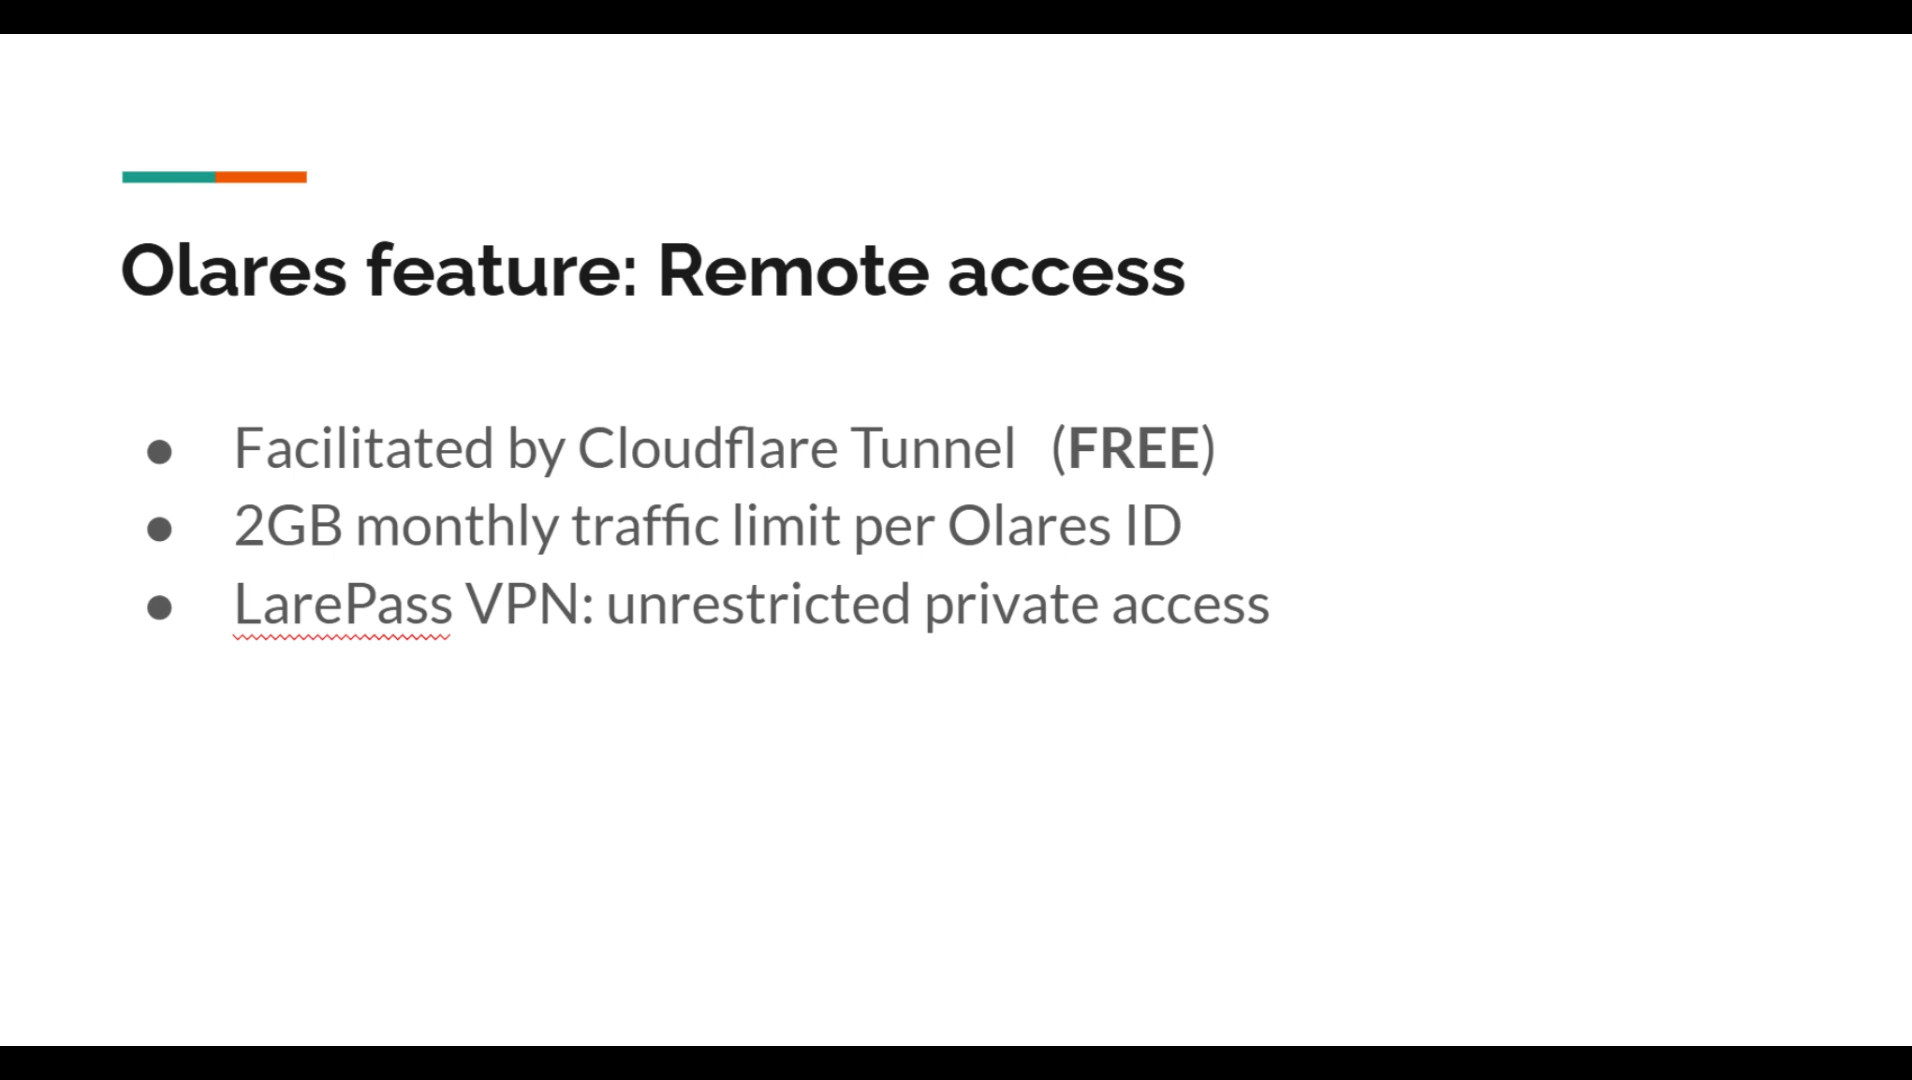 Olares feature: Remote access
● Facilitated by Cloudflare Tunnel (FREE)
● 2GB monthly traffic limit per Olares ID
● LarePass VPN: unrestricted private access